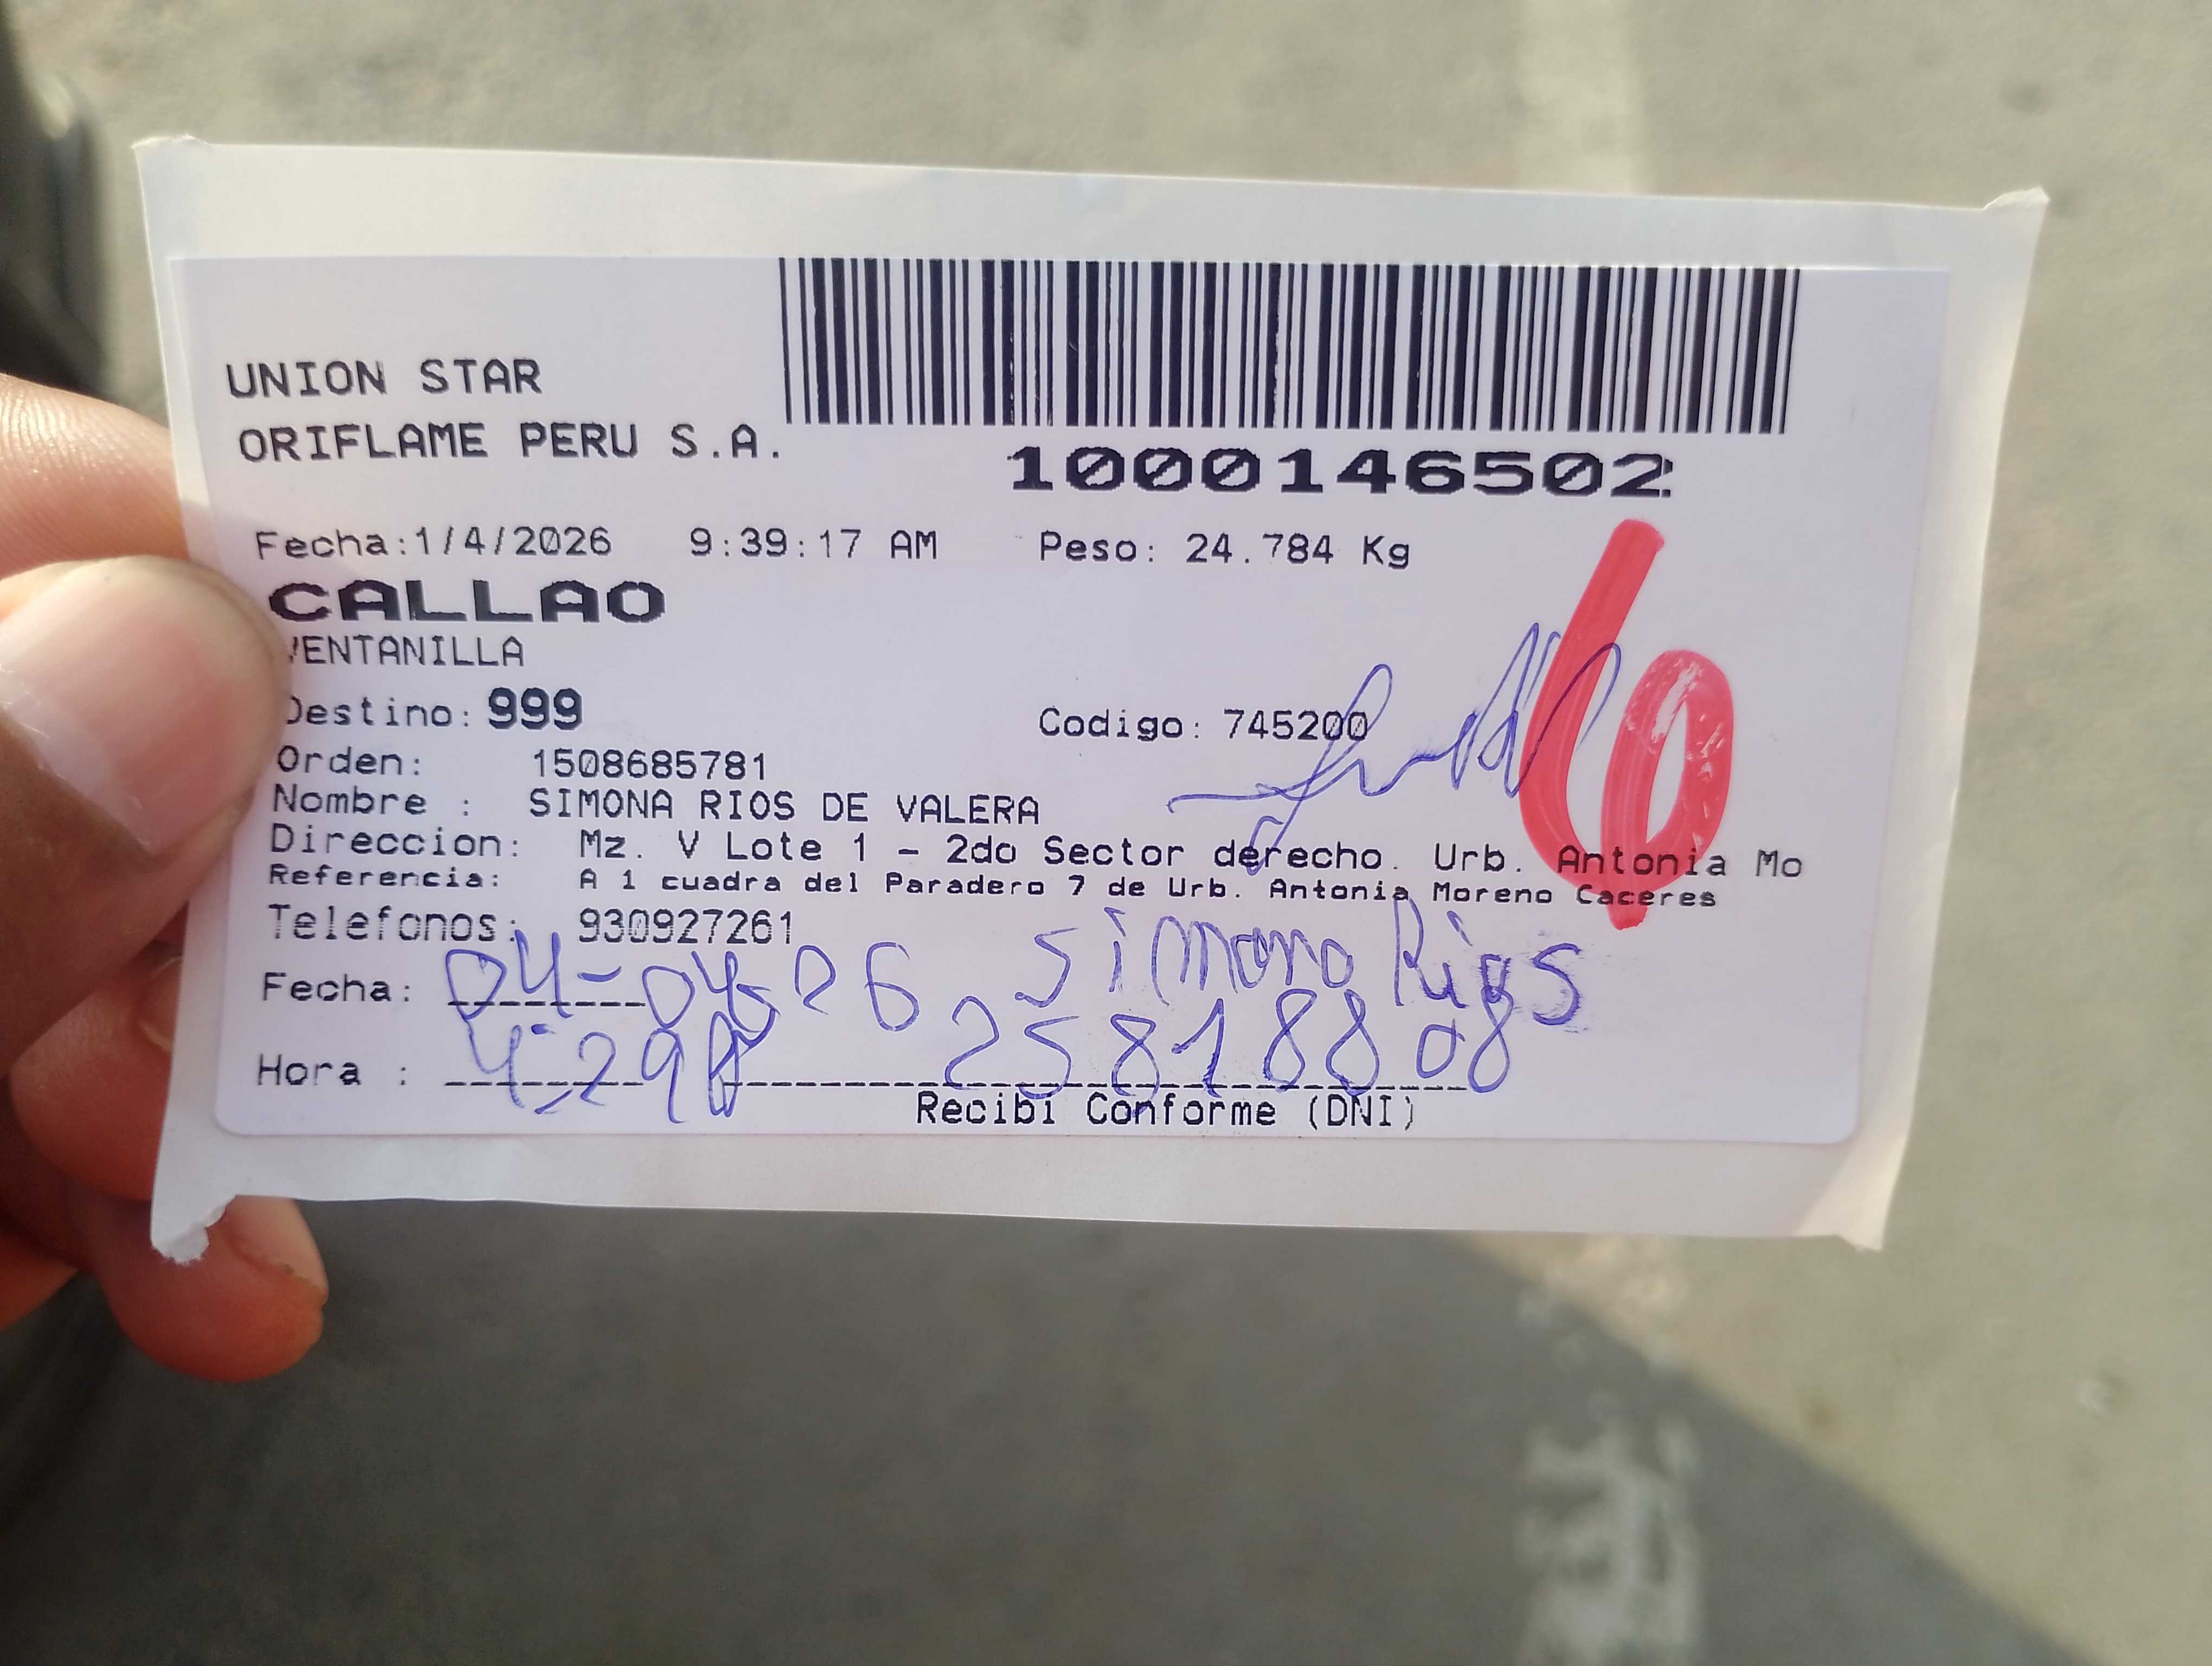 UNION STAR
ORIFLAME PERU S.A.
1000146502
Fecha:1/4/2026 9:39:17 AM Peso: 24.784 Kg
6
CALLAO
VENTANILLA
Destino: 999 Codigo: 745200
Orden: 1508685781
Nombre : SIMONA RIOS DE VALERA
Direccion: Mz. V Lote 1 - 2do Sector derecho. Urb. Antonia Mo
Referencia: A 1 cuadra del Paradero 7 de Urb. Antonia Moreno Caceres
Telefonos: 930927261
Simona Rios
Fecha: 04-04-26
Hora : 4:29P 25818808
Recibi Conforme (DNI)